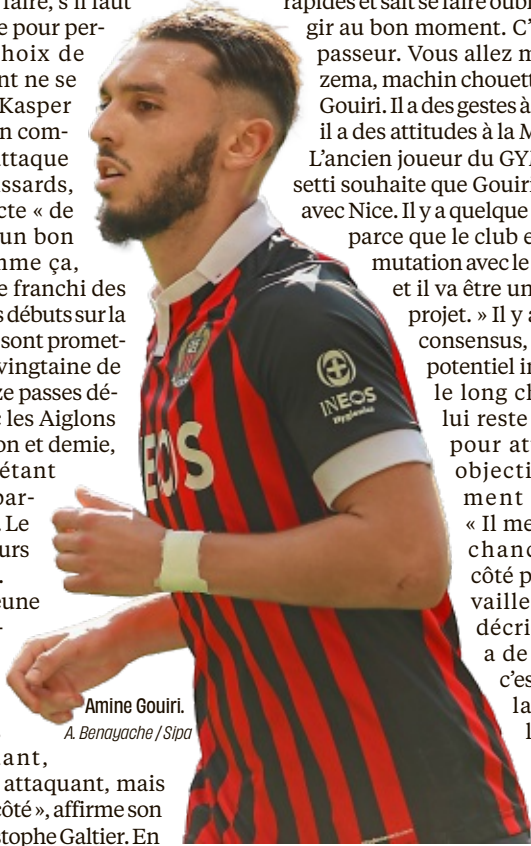 faire, s'il faut
e pour per-
hoix de
nt ne se
Kasper
n com-
ttaque
ssards,
cte « de
un bon
mme ça,
e franchi des
s débuts sur la
sont promet-
vingtaine de
ze passes dé-
c les Aiglons
on et demie,
étant
par-
. Le
urs
.
eune
-
Amine Gouiri.
A. Benayache / Sipa
ant,
attaquant, mais
côté », affirme son
stophe Galtier. En
rapides et sait se faire oubl
gir au bon moment. C'
passeur. Vous allez m
zema, machin chouett
Gouiri. Il a des gestes à
il a des attitudes à la M
L'ancien joueur du GY
setti souhaite que Gouiri
avec Nice. Il y a quelque
parce que le club e
mutation avec le
et il va être un
projet. » Il y a
consensus,
potentiel in
le long ch
lui reste
pour at
objecti
ment
« Il me
chanc
côté p
vaille
décri
a de
c'es
la
l
INEOS
Hygienics
INEOS